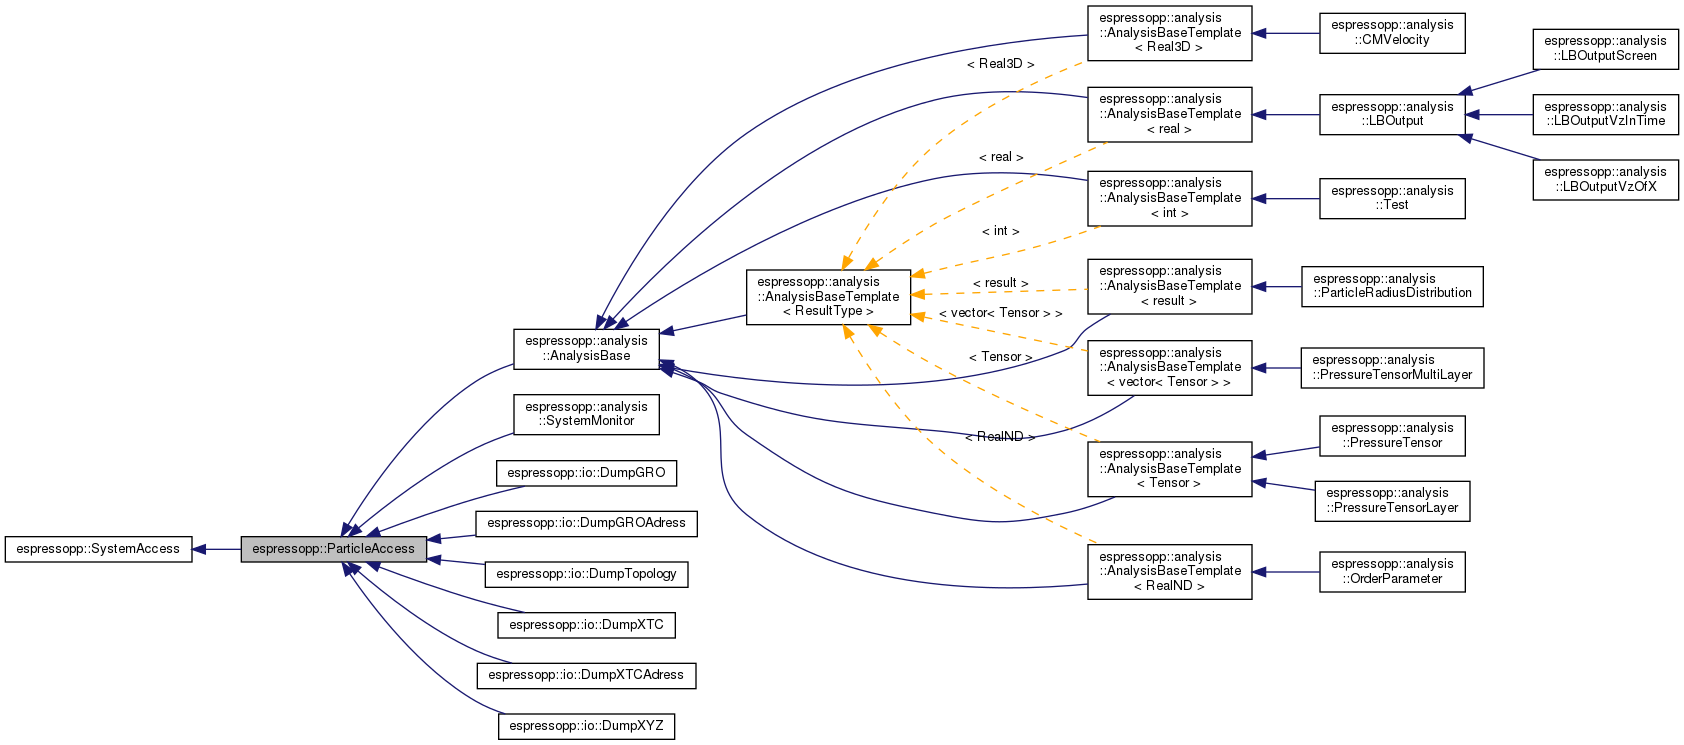 espressopp::SystemAccess
espressopp::ParticleAccess
espressopp::analysis
::AnalysisBase
espressopp::analysis
::SystemMonitor
espressopp::io::DumpGRO
espressopp::io::DumpGROAdress
espressopp::io::DumpTopology
espressopp::io::DumpXTC
espressopp::io::DumpXTCAdress
espressopp::io::DumpXYZ
espressopp::analysis
::AnalysisBaseTemplate
< ResultType >
< Real3D >
< real >
< int >
< result >
< vector< Tensor > >
< Tensor >
< RealND >
espressopp::analysis
::AnalysisBaseTemplate
< Real3D >
espressopp::analysis
::AnalysisBaseTemplate
< real >
espressopp::analysis
::AnalysisBaseTemplate
< int >
espressopp::analysis
::AnalysisBaseTemplate
< result >
espressopp::analysis
::AnalysisBaseTemplate
< vector< Tensor > >
espressopp::analysis
::AnalysisBaseTemplate
< Tensor >
espressopp::analysis
::AnalysisBaseTemplate
< RealND >
espressopp::analysis
::CMVelocity
espressopp::analysis
::LBOutput
espressopp::analysis
::Test
espressopp::analysis
::ParticleRadiusDistribution
espressopp::analysis
::PressureTensorMultiLayer
espressopp::analysis
::PressureTensor
espressopp::analysis
::PressureTensorLayer
espressopp::analysis
::OrderParameter
espressopp::analysis
::LBOutputScreen
espressopp::analysis
::LBOutputVzInTime
espressopp::analysis
::LBOutputVzOfX